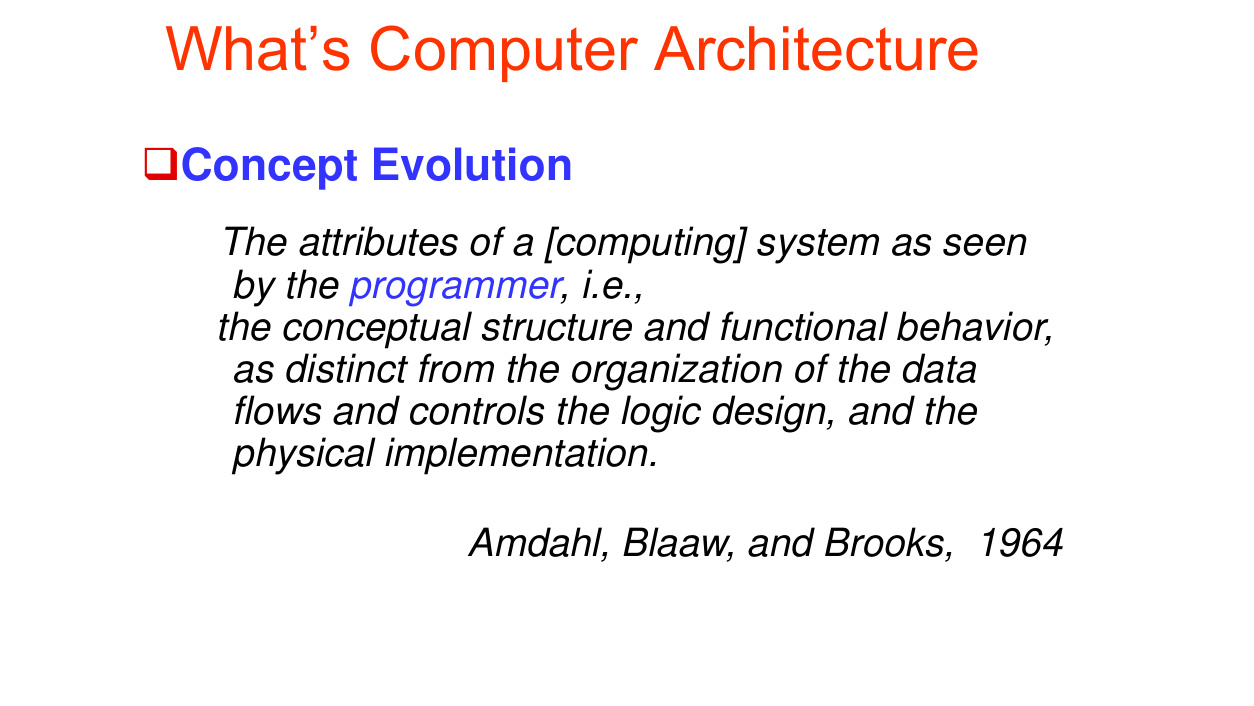 What's Computer Architecture
❑Concept Evolution
The attributes of a [computing] system as seen
by the programmer, i.e.,
the conceptual structure and functional behavior,
as distinct from the organization of the data
flows and controls the logic design, and the
physical implementation.
Amdahl, Blaaw, and Brooks, 1964